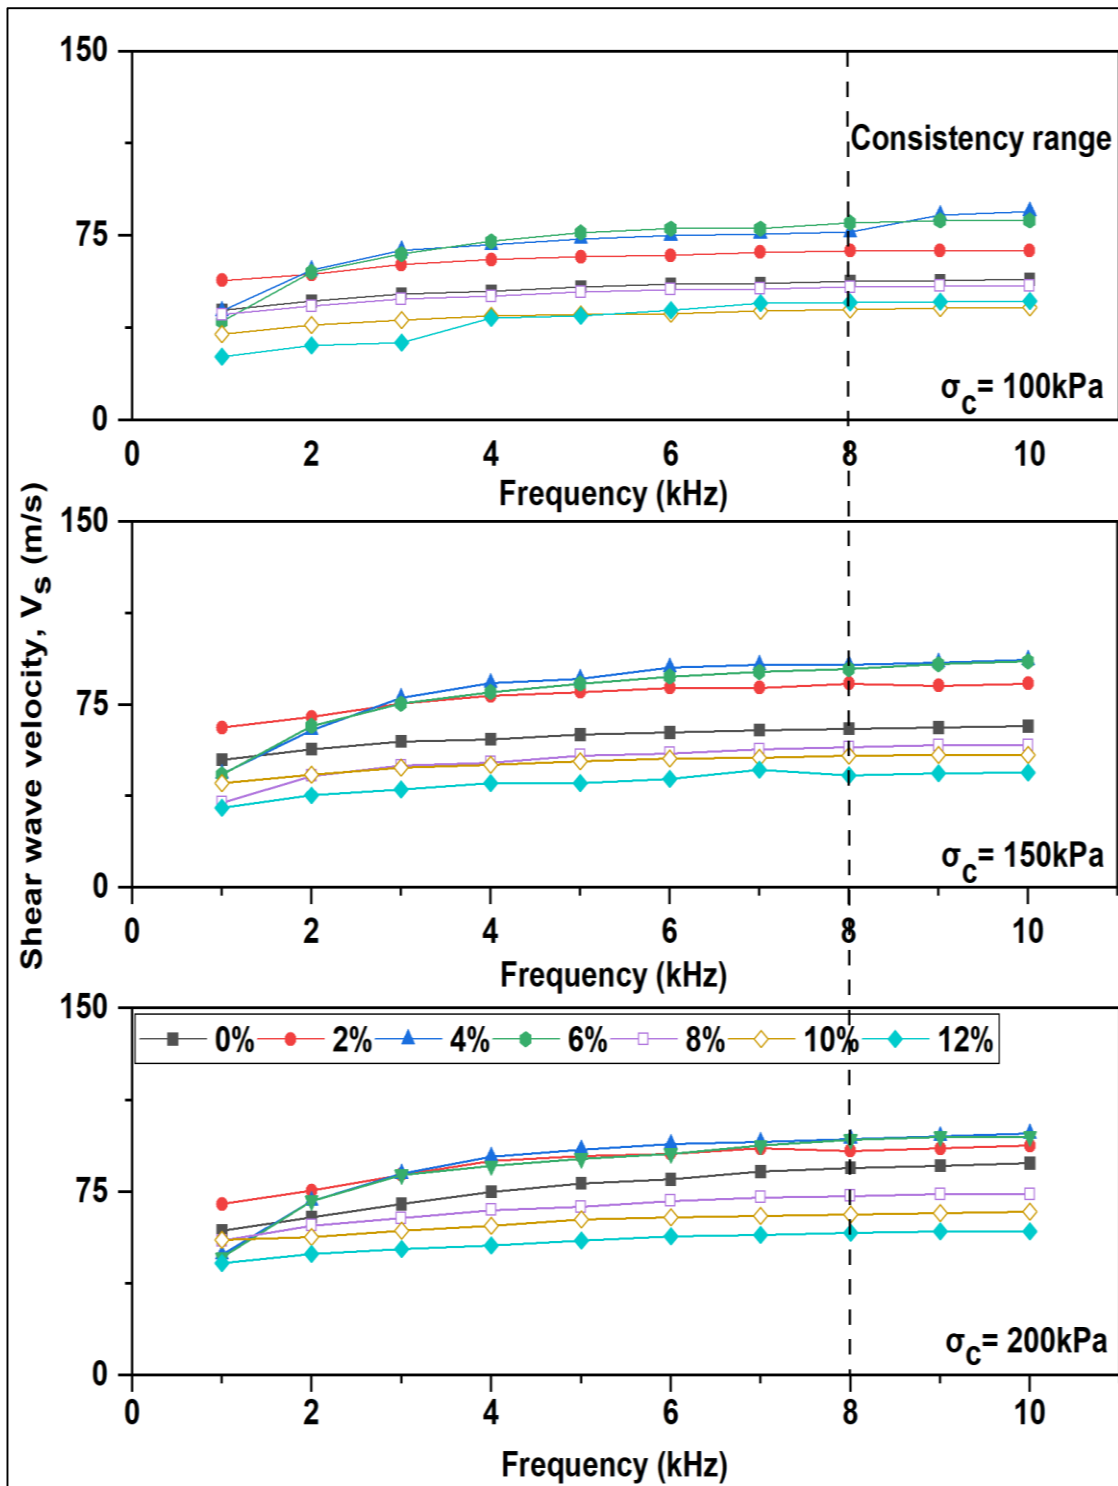 150
Consistency range
75
σc= 100kPa
0
0 2 4 6 8 10
Frequency (kHz)
Shear wave velocity, Vs (m/s)
150
75
σc= 150kPa
0
0 2 4 6 8 10
Frequency (kHz)
150
0% 2% 4% 6% 8% 10% 12%
75
σc= 200kPa
0
0 2 4 6 8 10
Frequency (kHz)